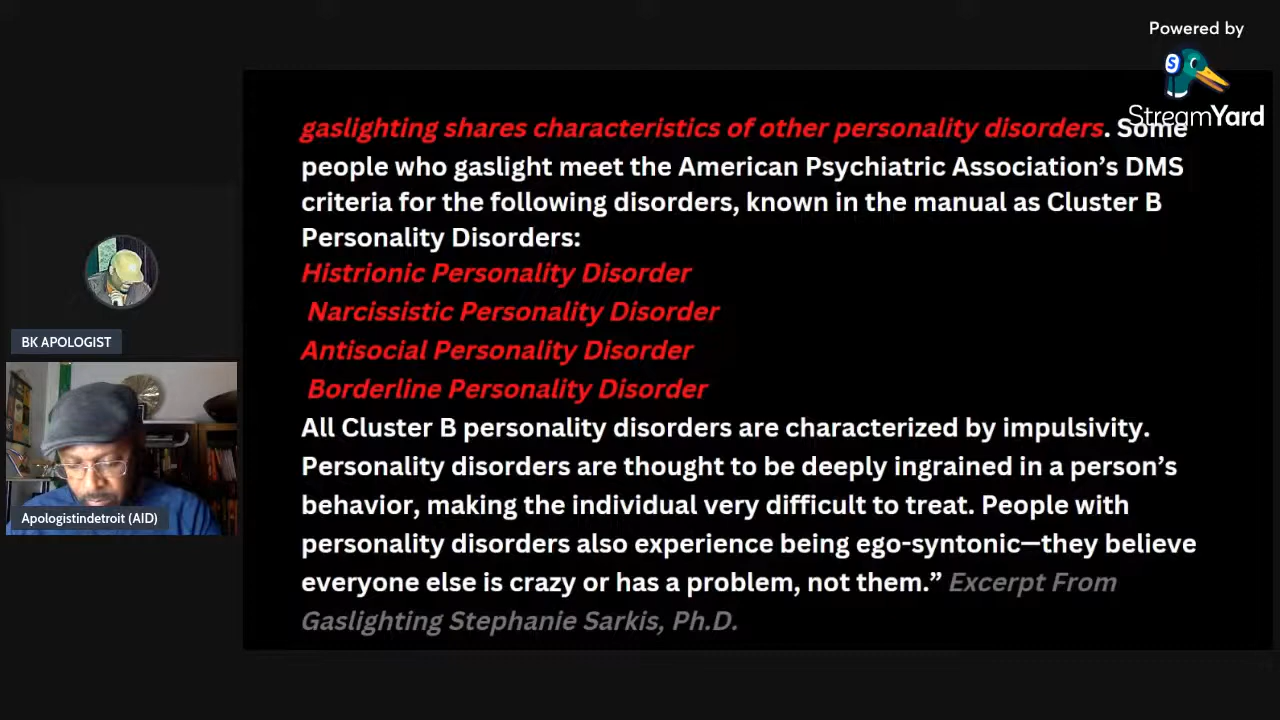 Powered by
StreamYard
gaslighting shares characteristics of other personality disorders. Some
people who gaslight meet the American Psychiatric Association’s DMS
criteria for the following disorders, known in the manual as Cluster B
Personality Disorders:
Histrionic Personality Disorder
Narcissistic Personality Disorder
Antisocial Personality Disorder
Borderline Personality Disorder
All Cluster B personality disorders are characterized by impulsivity.
Personality disorders are thought to be deeply ingrained in a person’s
behavior, making the individual very difficult to treat. People with
personality disorders also experience being ego-syntonic—they believe
everyone else is crazy or has a problem, not them.” Excerpt From
Gaslighting Stephanie Sarkis, Ph.D.
BK APOLOGIST
Apologistindetroit (AID)